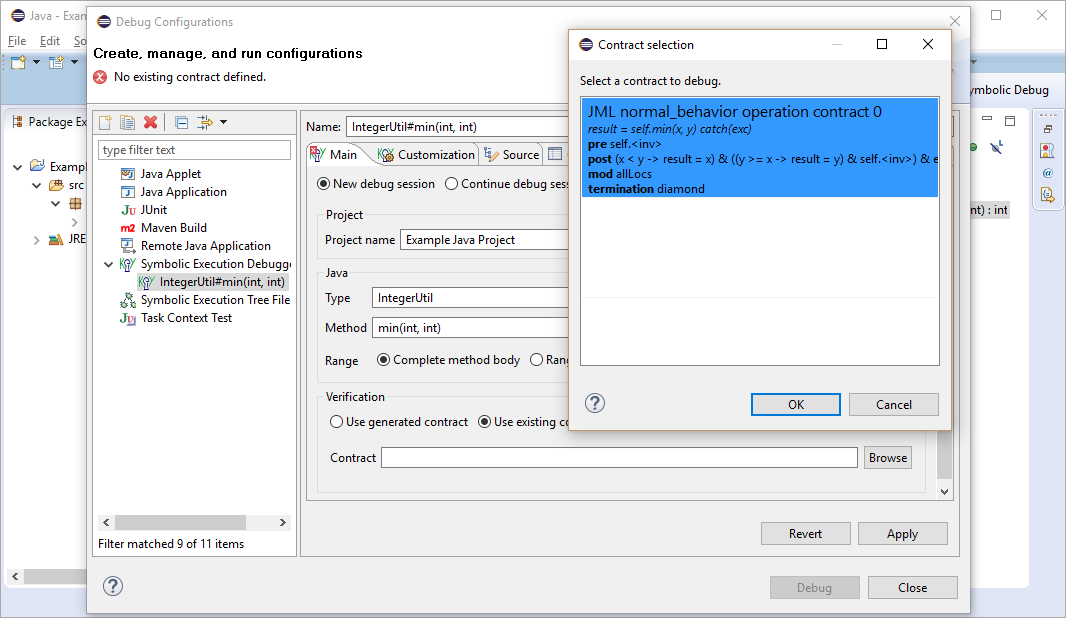 Java - Exam
File Edit So
Package Ex
Exampl
src
JRE
ymbolic Debug
nt) : int
Debug Configurations
Create, manage, and run configurations
No existing contract defined.
type filter text
Java Applet
Java Application
JUnit
Maven Build
Remote Java Application
Symbolic Execution Debugge
IntegerUtil#min(int, int)
Symbolic Execution Tree File
Task Context Test
Filter matched 9 of 11 items
Name: IntegerUtil#min(int, int)
Main Customization Source
New debug session Continue debug sess
Project
Project name Example Java Project
Java
Type IntegerUtil
Method min(int, int)
Range Complete method body Rang
Verification
Use generated contract Use existing co
Contract Browse
Revert Apply
Debug Close
Contract selection
Select a contract to debug.
JML normal_behavior operation contract 0
result = self.min(x, y) catch(exc)
pre self.<inv>
post (x < y -> result = x) & ((y >= x -> result = y) & self.<inv>) & e
mod allLocs
termination diamond
OK Cancel